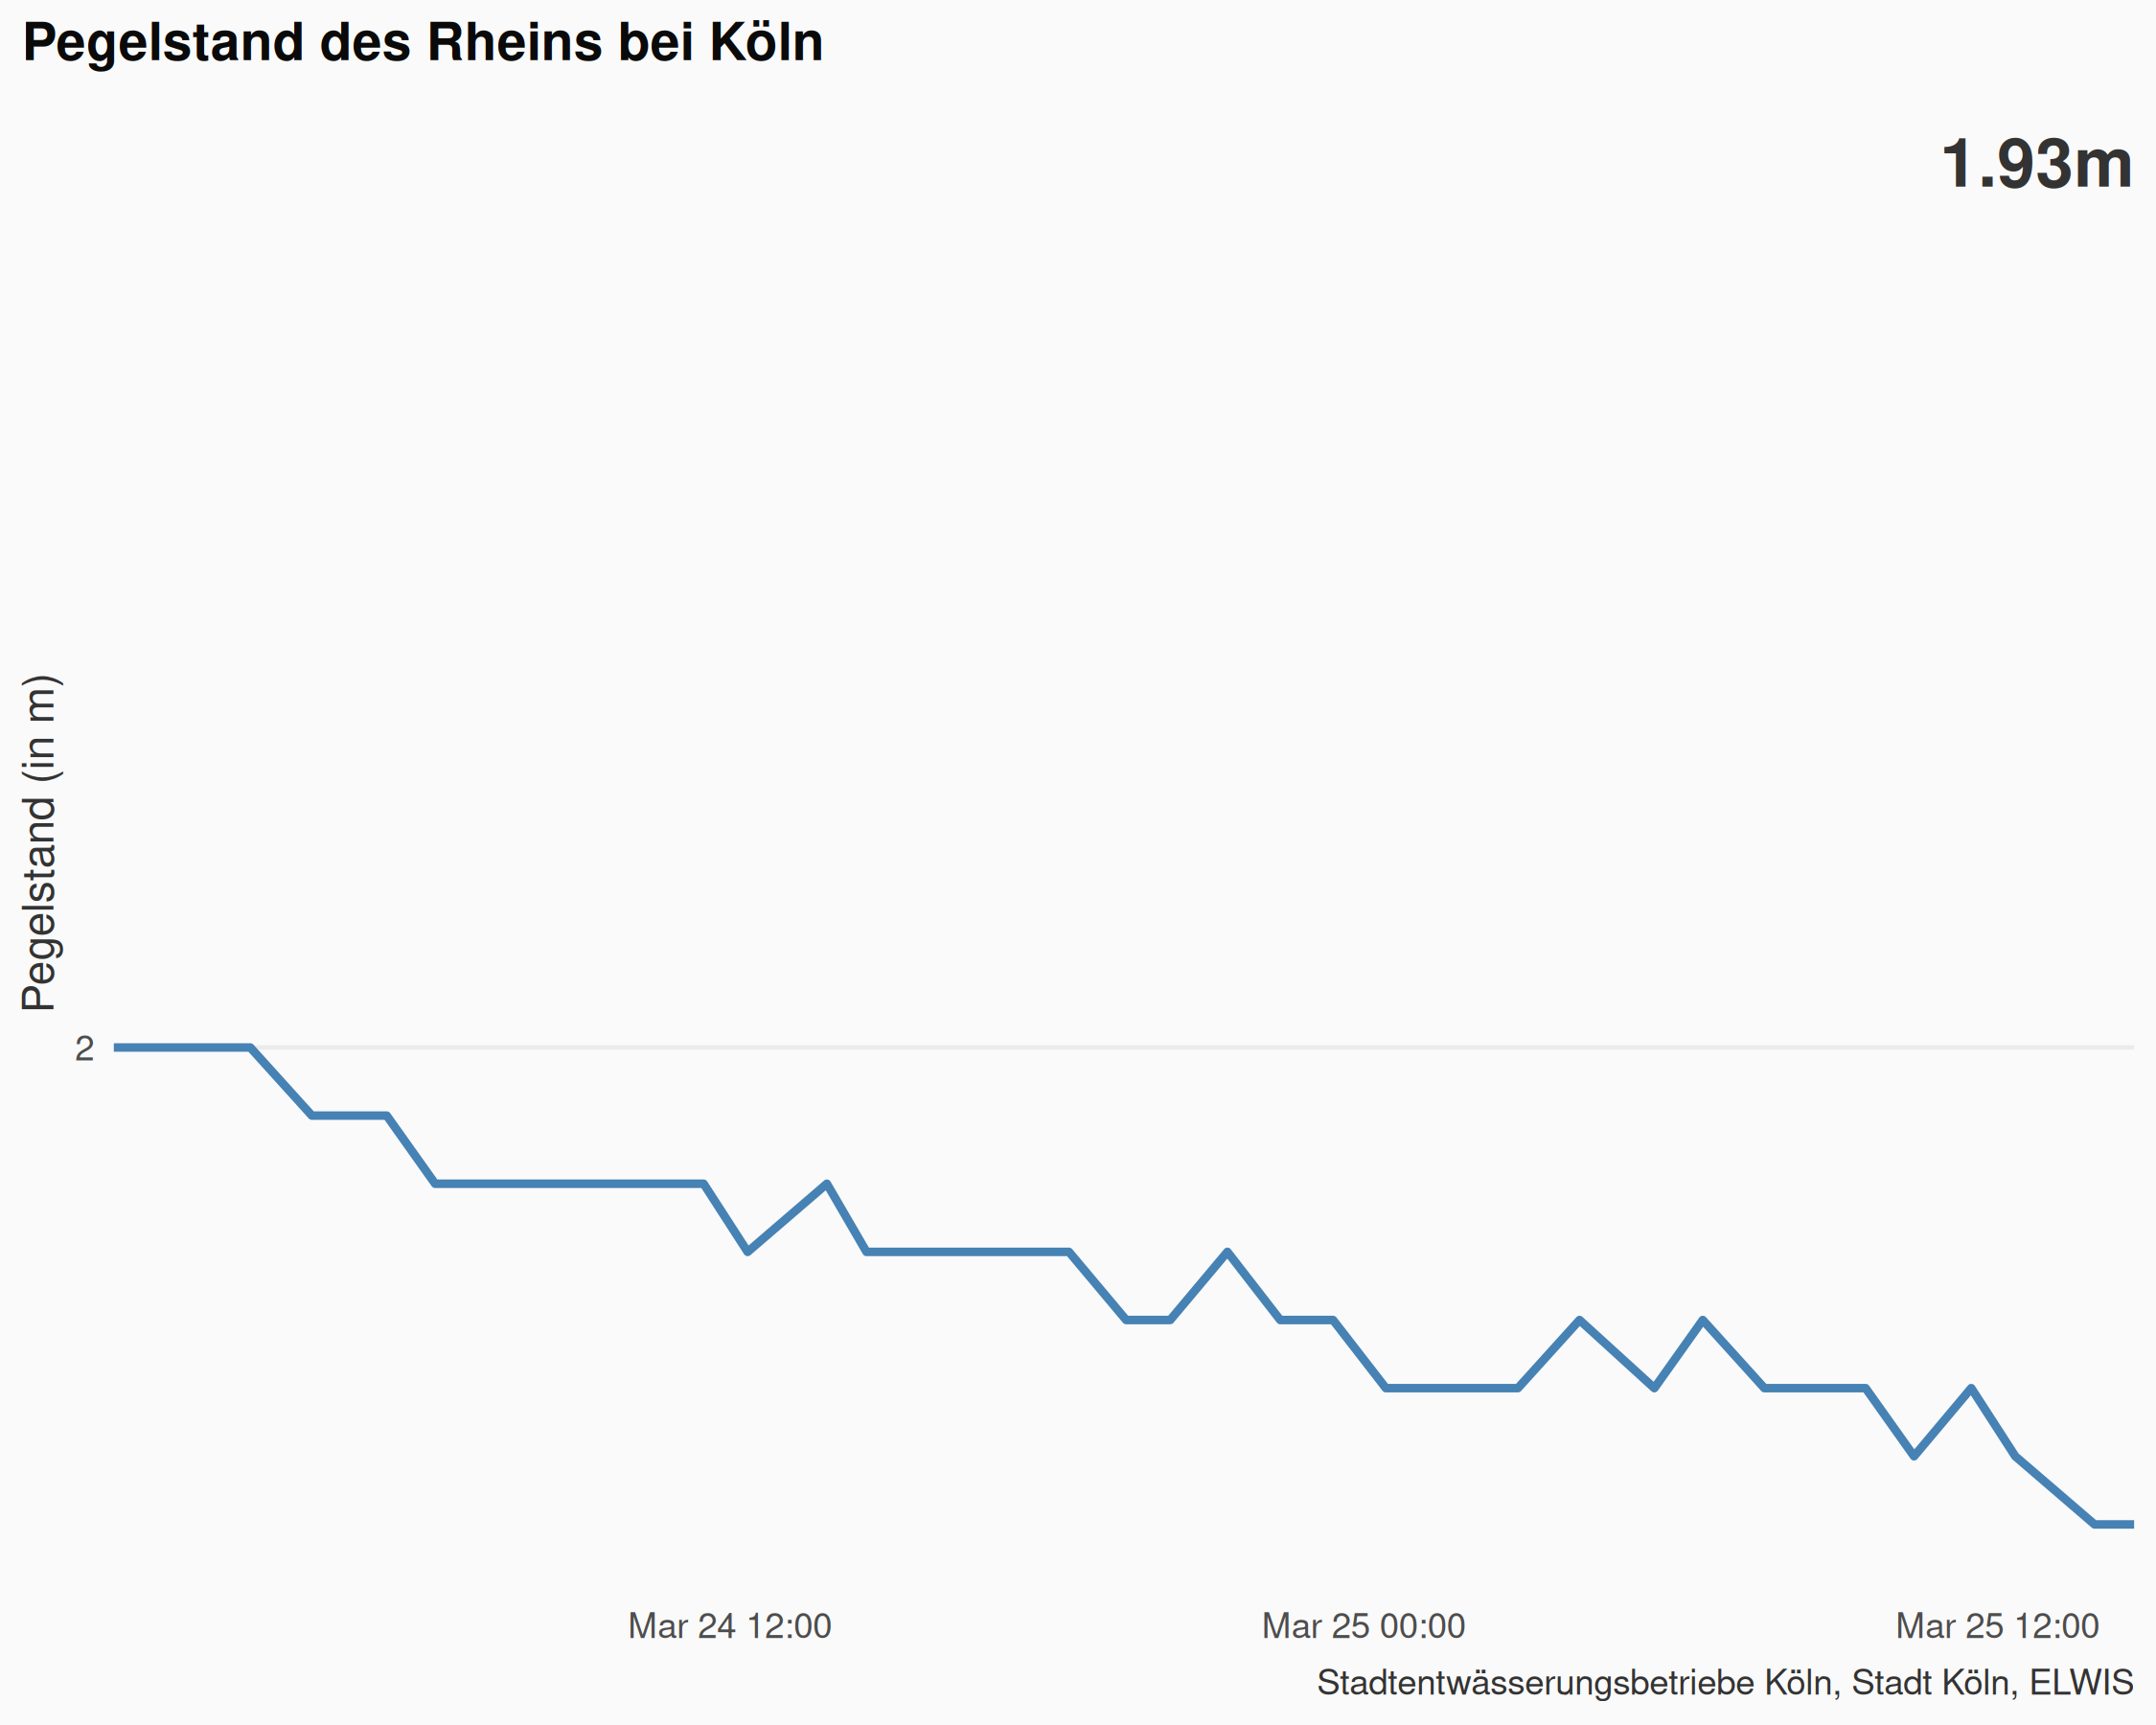 Pegelstand des Rheins bei Köln
1.93m
Pegelstand (in m)
2
Mar 24 12:00
Mar 25 00:00
Mar 25 12:00
Stadtentwässerungsbetriebe Köln, Stadt Köln, ELWIS